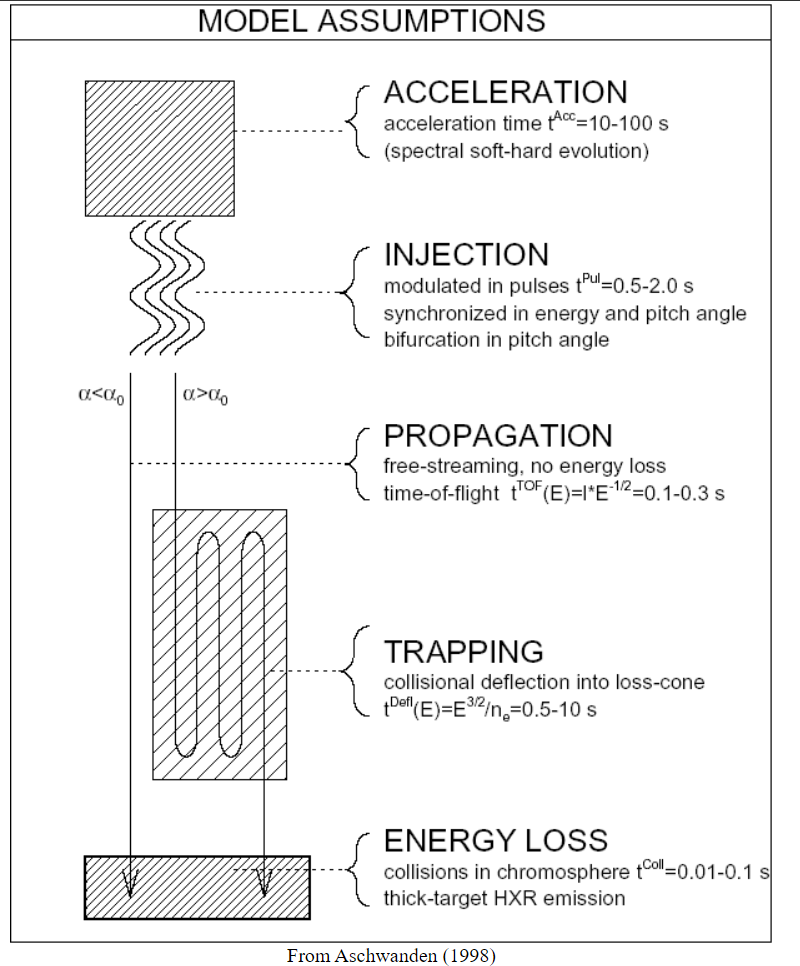 MODEL ASSUMPTIONS
ACCELERATION
acceleration time t^Acc=10-100 s
(spectral soft-hard evolution)
INJECTION
modulated in pulses t^Pul=0.5-2.0 s
synchronized in energy and pitch angle
bifurcation in pitch angle
α<α₀ α>α₀
PROPAGATION
free-streaming, no energy loss
time-of-flight t^TOF(E)=l*E^-1/2=0.1-0.3 s
TRAPPING
collisional deflection into loss-cone
t^Defl(E)=E^3/2/nₑ=0.5-10 s
ENERGY LOSS
collisions in chromosphere t^Coll=0.01-0.1 s
thick-target HXR emission
From Aschwanden (1998)